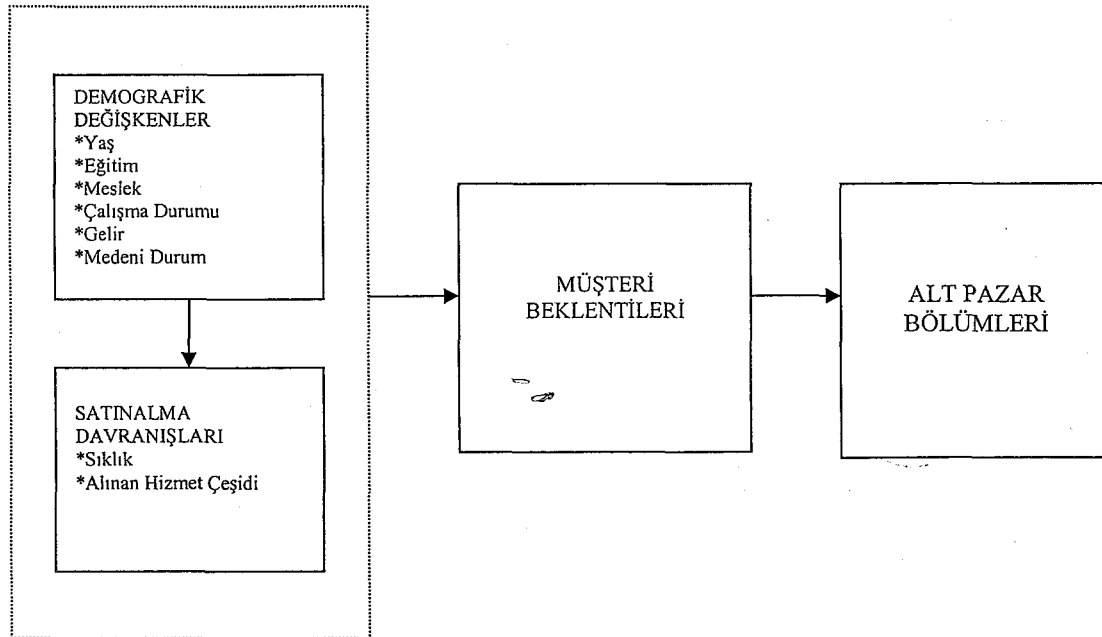 DEMOGRAFİK
DEĞİŞKENLER
*Yaş
*Eğitim
*Meslek
*Çalışma Durumu
*Gelir
*Medeni Durum
SATINALMA
DAVRANIŞLARI
*Sıklık
*Alınan Hizmet Çeşidi
MÜŞTERİ
BEKLENTİLERİ
ALT PAZAR
BÖLÜMLERİ